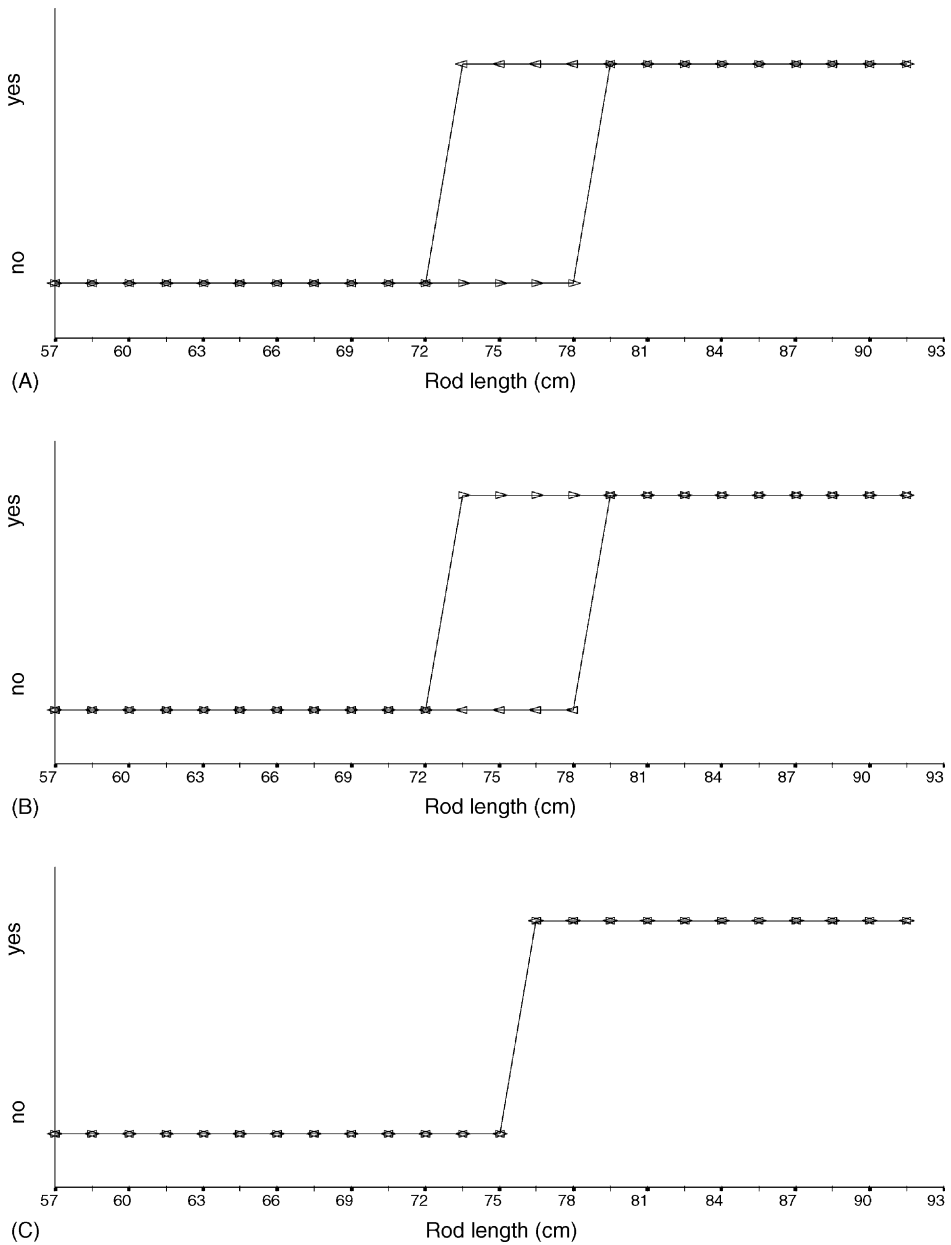 yes
no
57 60 63 66 69 72 75 78 81 84 87 90 93
(A) Rod length (cm)
yes
no
57 60 63 66 69 72 75 78 81 84 87 90 93
Rod length (cm)
(B)
yes
no
57 60 63 66 69 72 75 78 81 84 87 90 93
(C) Rod length (cm)